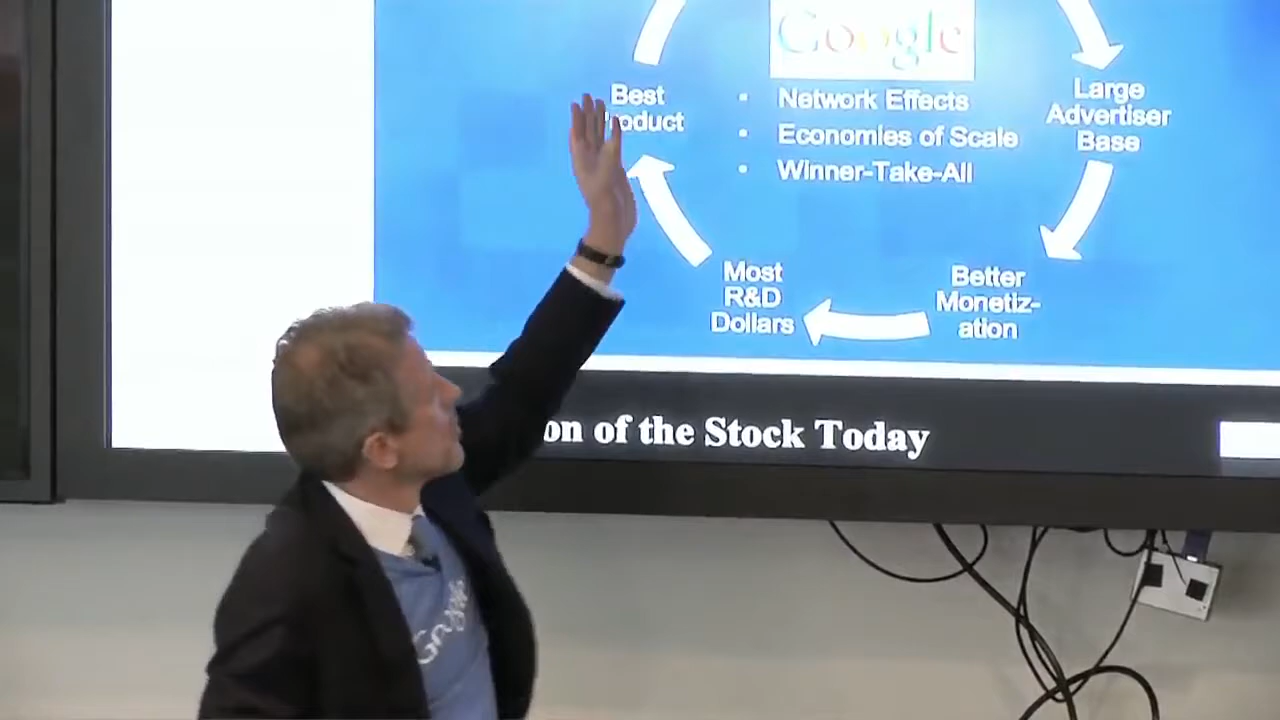 Google
Best
Product
• Network Effects
• Economies of Scale
• Winner-Take-All
Large
Advertiser
Base
Most
R&D
Dollars
Better
Monetiz-
ation
on of the Stock Today
Google